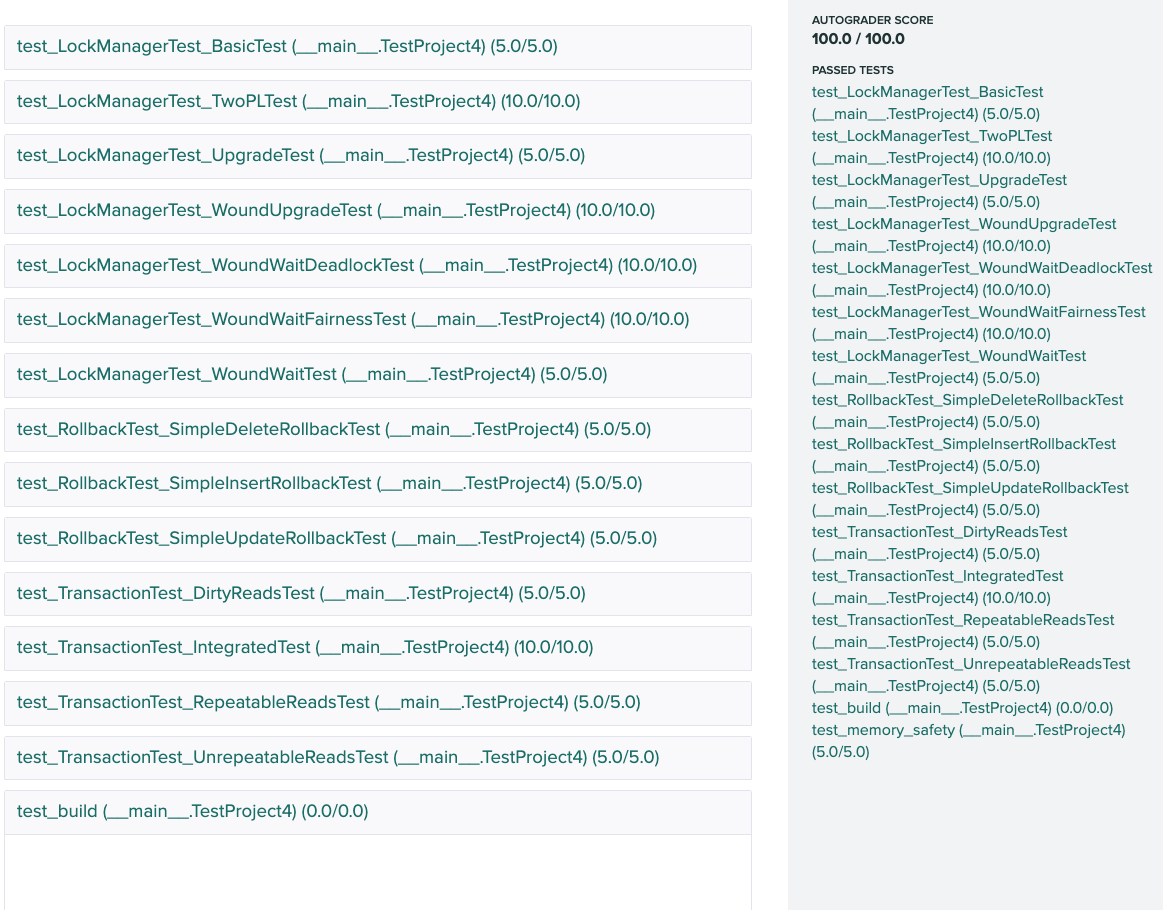 test_LockManagerTest_BasicTest (__main__.TestProject4) (5.0/5.0)
test_LockManagerTest_TwoPLTest (__main__.TestProject4) (10.0/10.0)
test_LockManagerTest_UpgradeTest (__main__.TestProject4) (5.0/5.0)
test_LockManagerTest_WoundUpgradeTest (__main__.TestProject4) (10.0/10.0)
test_LockManagerTest_WoundWaitDeadlockTest (__main__.TestProject4) (10.0/10.0)
test_LockManagerTest_WoundWaitFairnessTest (__main__.TestProject4) (10.0/10.0)
test_LockManagerTest_WoundWaitTest (__main__.TestProject4) (5.0/5.0)
test_RollbackTest_SimpleDeleteRollbackTest (__main__.TestProject4) (5.0/5.0)
test_RollbackTest_SimpleInsertRollbackTest (__main__.TestProject4) (5.0/5.0)
test_RollbackTest_SimpleUpdateRollbackTest (__main__.TestProject4) (5.0/5.0)
test_TransactionTest_DirtyReadsTest (__main__.TestProject4) (5.0/5.0)
test_TransactionTest_IntegratedTest (__main__.TestProject4) (10.0/10.0)
test_TransactionTest_RepeatableReadsTest (__main__.TestProject4) (5.0/5.0)
test_TransactionTest_UnrepeatableReadsTest (__main__.TestProject4) (5.0/5.0)
test_build (__main__.TestProject4) (0.0/0.0)
AUTOGRADER SCORE
100.0 / 100.0
PASSED TESTS
test_LockManagerTest_BasicTest
(__main__.TestProject4) (5.0/5.0)
test_LockManagerTest_TwoPLTest
(__main__.TestProject4) (10.0/10.0)
test_LockManagerTest_UpgradeTest
(__main__.TestProject4) (5.0/5.0)
test_LockManagerTest_WoundUpgradeTest
(__main__.TestProject4) (10.0/10.0)
test_LockManagerTest_WoundWaitDeadlockTest
(__main__.TestProject4) (10.0/10.0)
test_LockManagerTest_WoundWaitFairnessTest
(__main__.TestProject4) (10.0/10.0)
test_LockManagerTest_WoundWaitTest
(__main__.TestProject4) (5.0/5.0)
test_RollbackTest_SimpleDeleteRollbackTest
(__main__.TestProject4) (5.0/5.0)
test_RollbackTest_SimpleInsertRollbackTest
(__main__.TestProject4) (5.0/5.0)
test_RollbackTest_SimpleUpdateRollbackTest
(__main__.TestProject4) (5.0/5.0)
test_TransactionTest_DirtyReadsTest
(__main__.TestProject4) (5.0/5.0)
test_TransactionTest_IntegratedTest
(__main__.TestProject4) (10.0/10.0)
test_TransactionTest_RepeatableReadsTest
(__main__.TestProject4) (5.0/5.0)
test_TransactionTest_UnrepeatableReadsTest
(__main__.TestProject4) (5.0/5.0)
test_build (__main__.TestProject4) (0.0/0.0)
test_memory_safety (__main__.TestProject4)
(5.0/5.0)